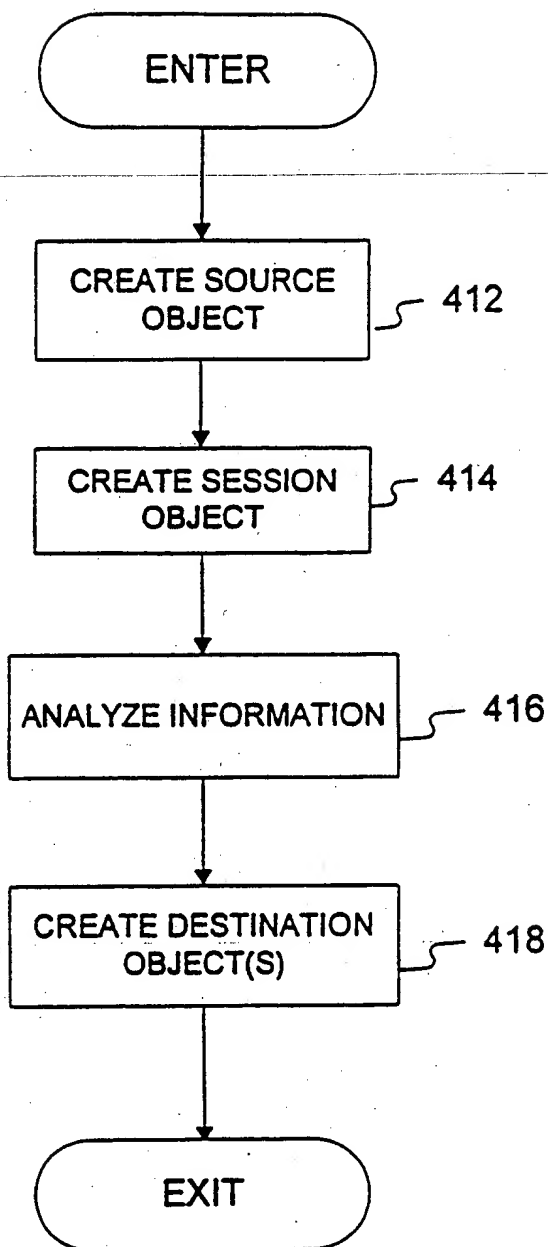 ENTER
CREATE SOURCE
OBJECT
412
CREATE SESSION
OBJECT
414
ANALYZE INFORMATION
416
CREATE DESTINATION
OBJECT(S)
418
EXIT